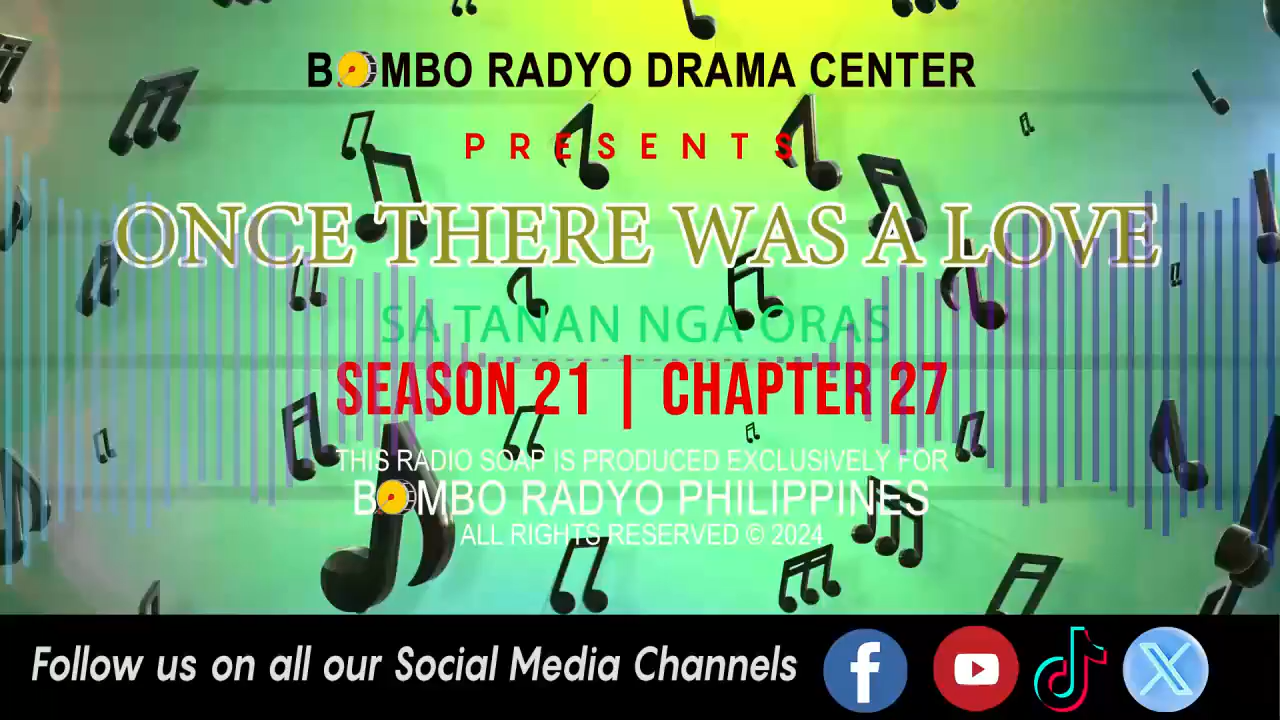 BOMBO RADYO DRAMA CENTER
PRESENTS
ONCE THERE WAS A LOVE
SA TANAN NGA ORAS
SEASON 21 | CHAPTER 27
THIS RADIO SOAP IS PRODUCED EXCLUSIVELY FOR
BOMBO RADYO PHILIPPINES
ALL RIGHTS RESERVED © 2024
Follow us on all our Social Media Channels